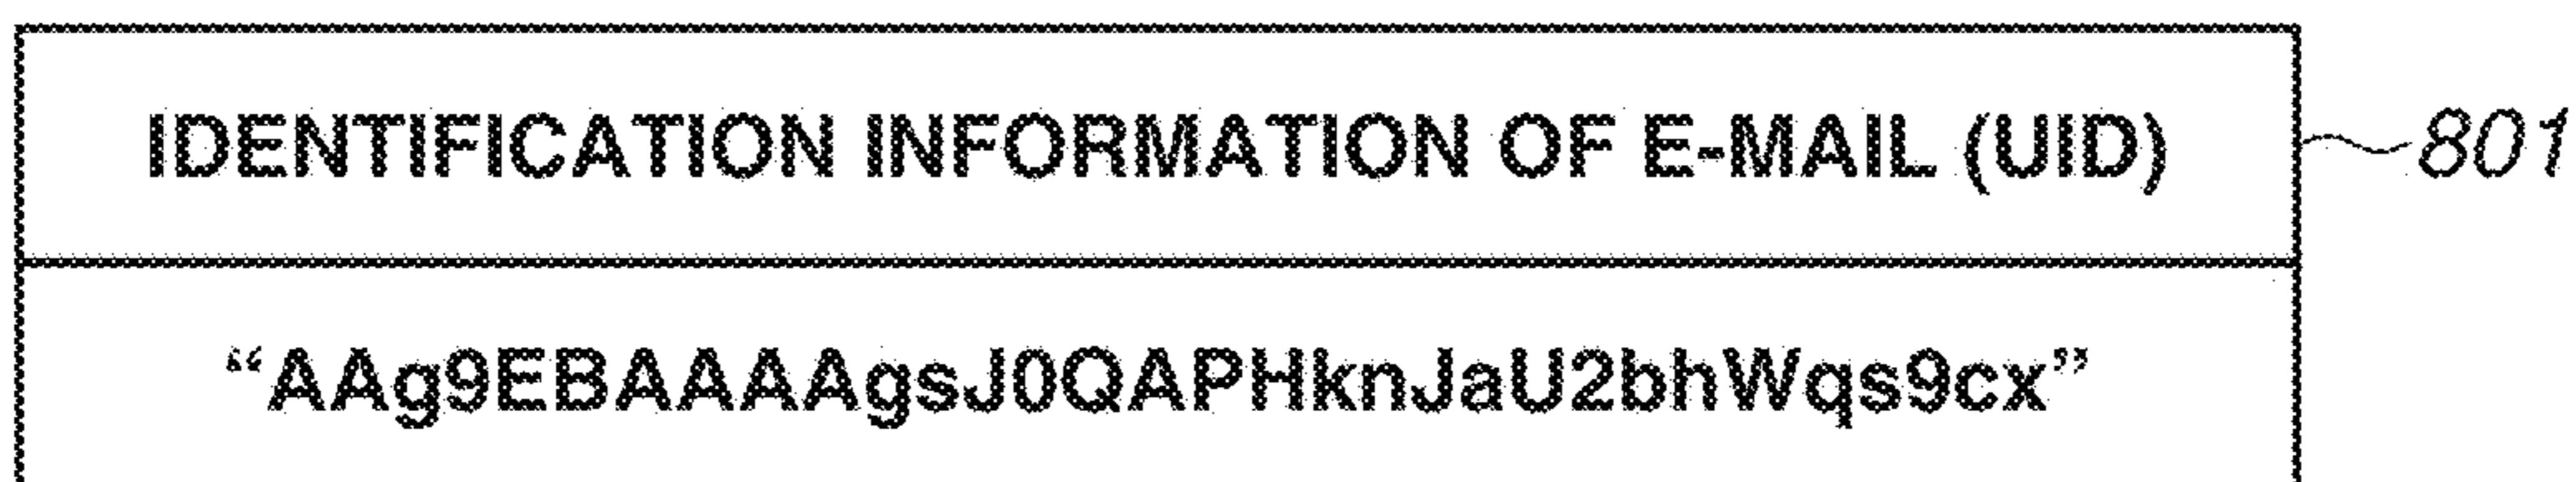 IDENTIFICATION INFORMATION OF E-MAIL (UID) 801
“AAg9EBAAAAgsJ0QAPHknJaU2bhWqs9cx”